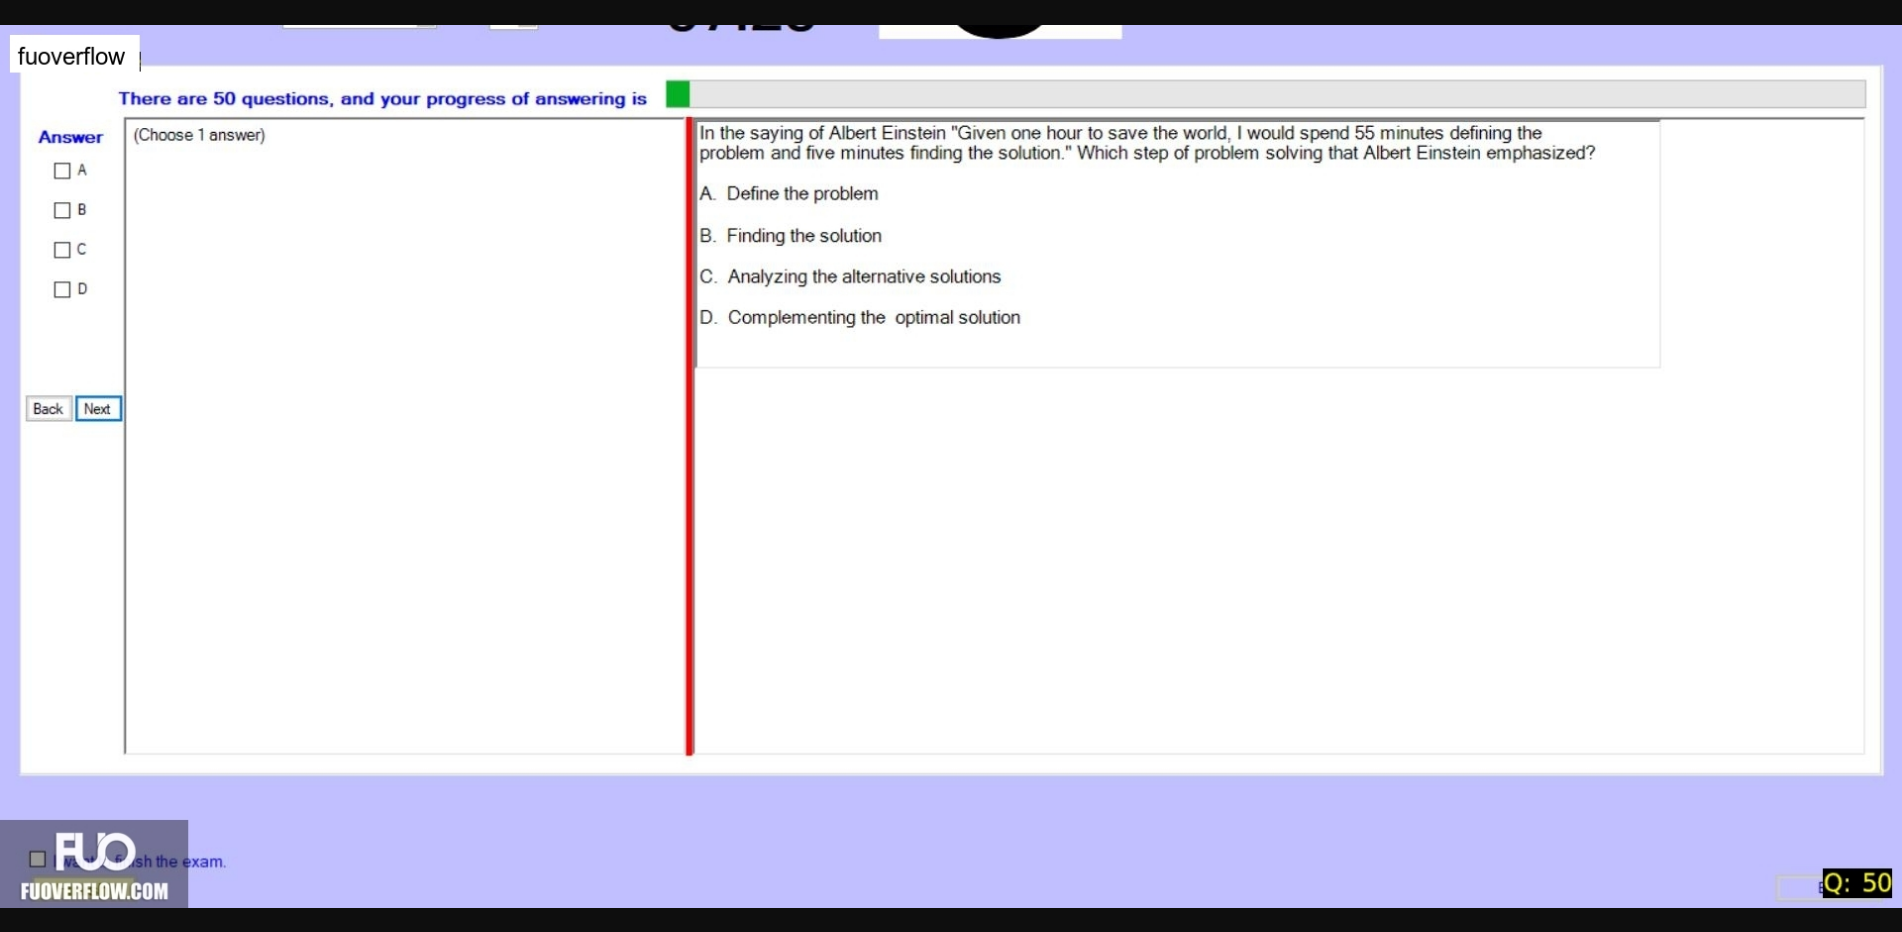 fuoverflow
There are 50 questions, and your progress of answering is
Answer
A
B
C
D
Back Next
(Choose 1 answer)
In the saying of Albert Einstein "Given one hour to save the world, I would spend 55 minutes defining the
problem and five minutes finding the solution." Which step of problem solving that Albert Einstein emphasized?
A. Define the problem
B. Finding the solution
C. Analyzing the alternative solutions
D. Complementing the optimal solution
FUO
the exam.
FUOVERFLOW.COM
Q: 50